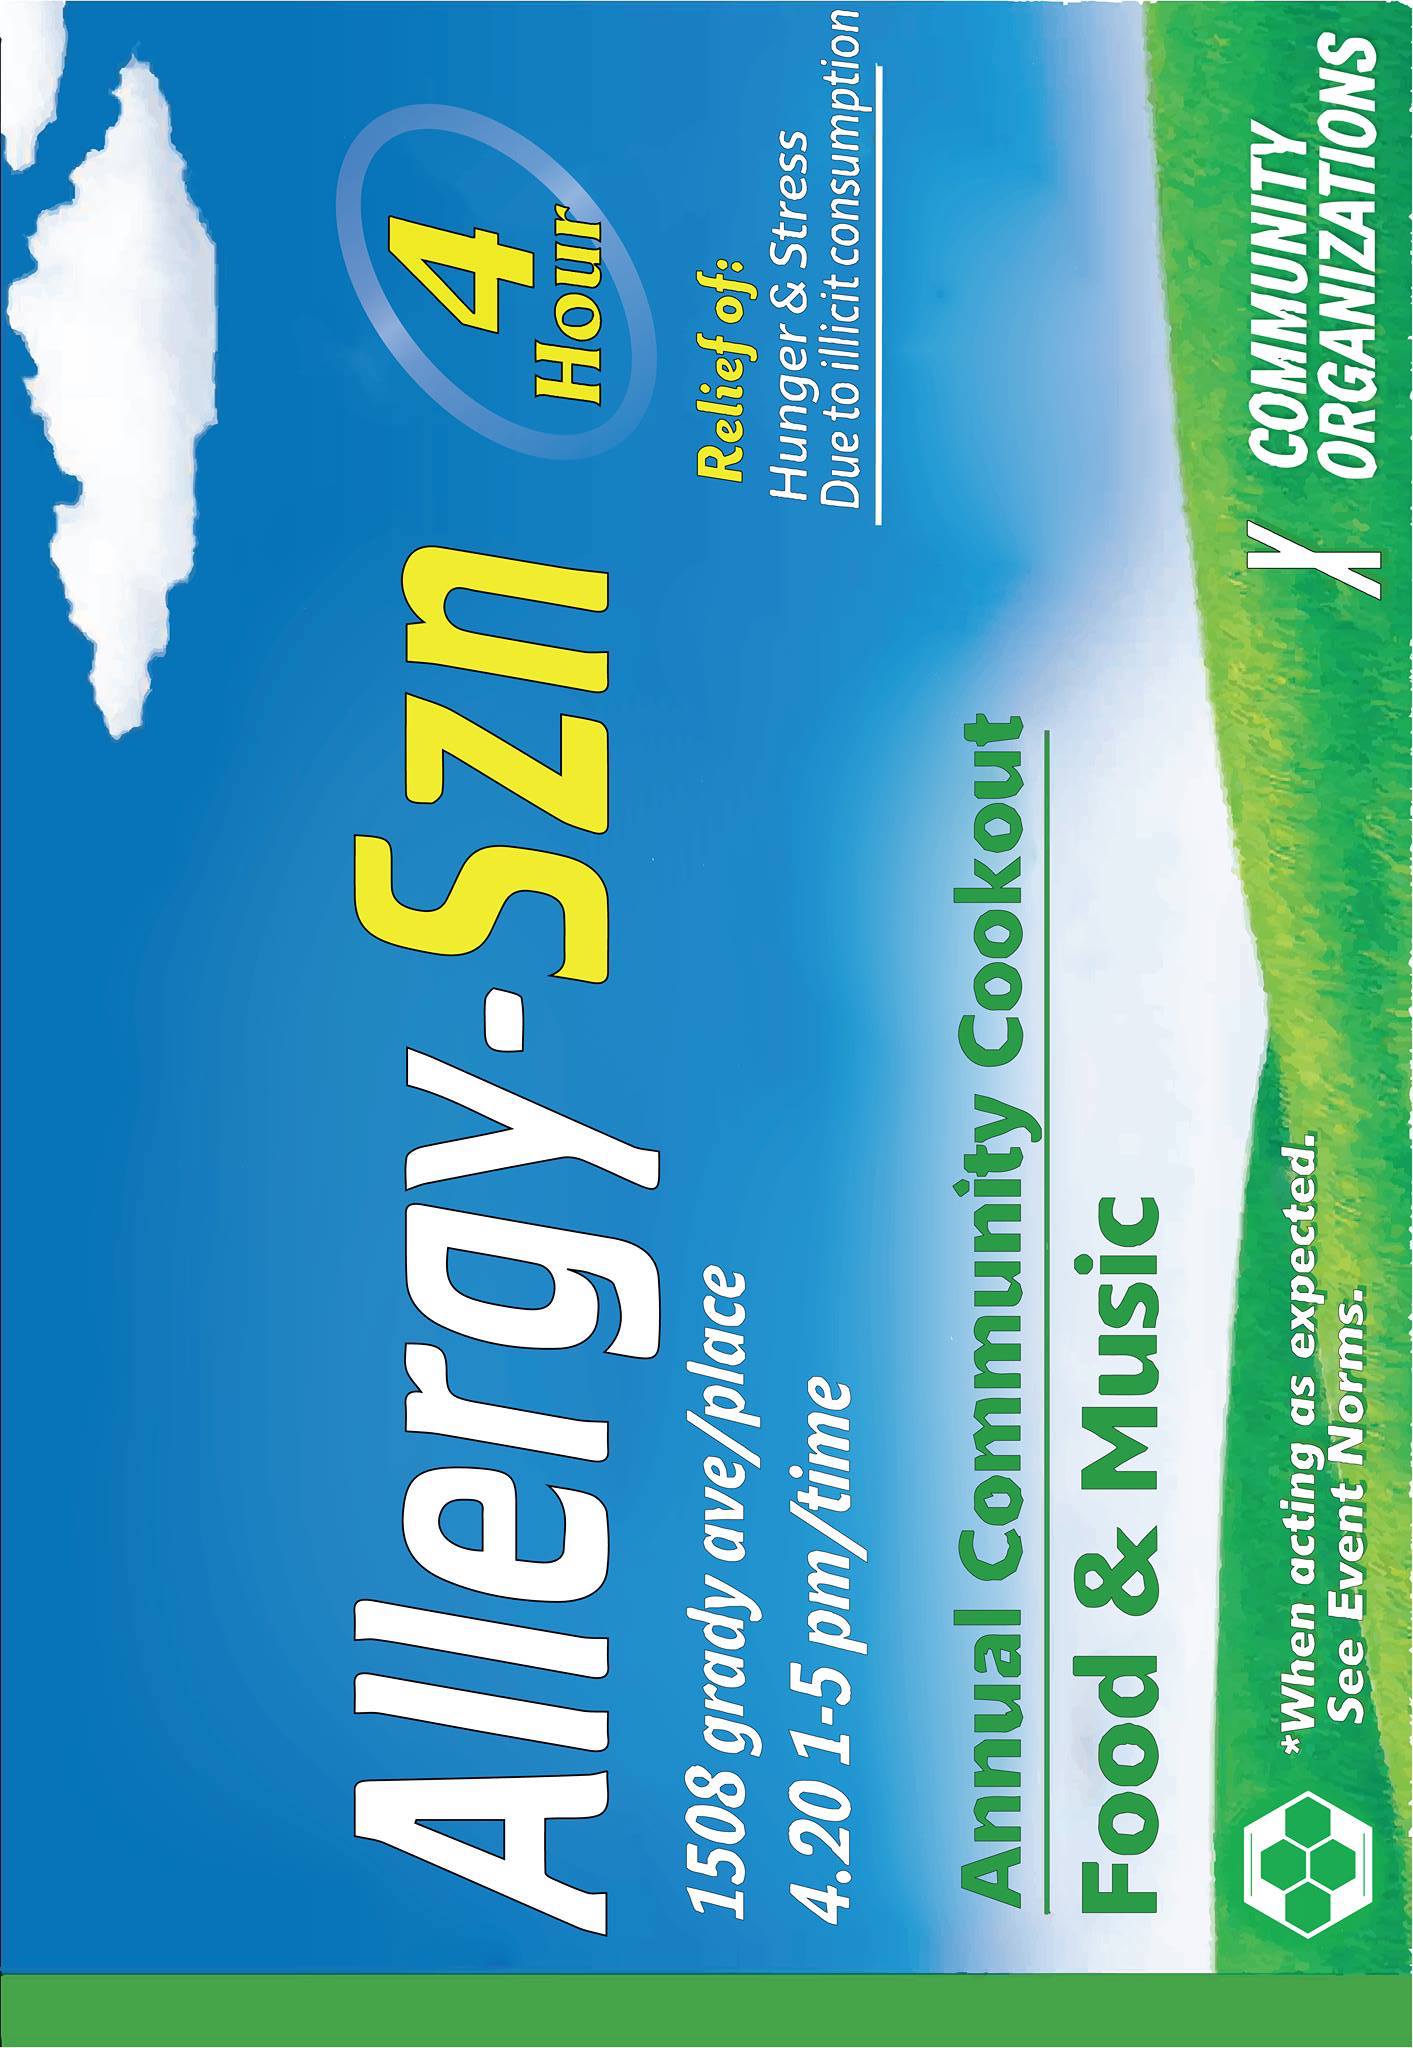 Allergy-Szn
4
Hour
1508 grady ave/place
4.20 1-5 pm/time
Relief of:
Hunger & Stress
Due to illicit consumption
Annual Community Cookout
Food & Music
*When acting as expected.
See Event Norms.
X
COMMUNITY
ORGANIZATIONS